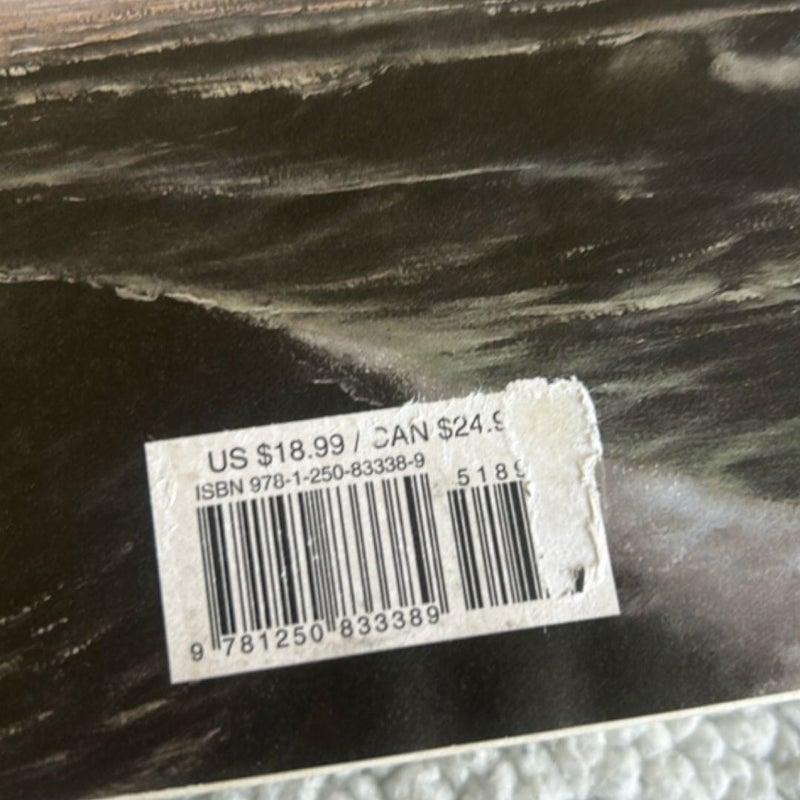 US $18.99 / CAN $24.9
ISBN 978-1-250-83338-9
5189
9 781250 833389